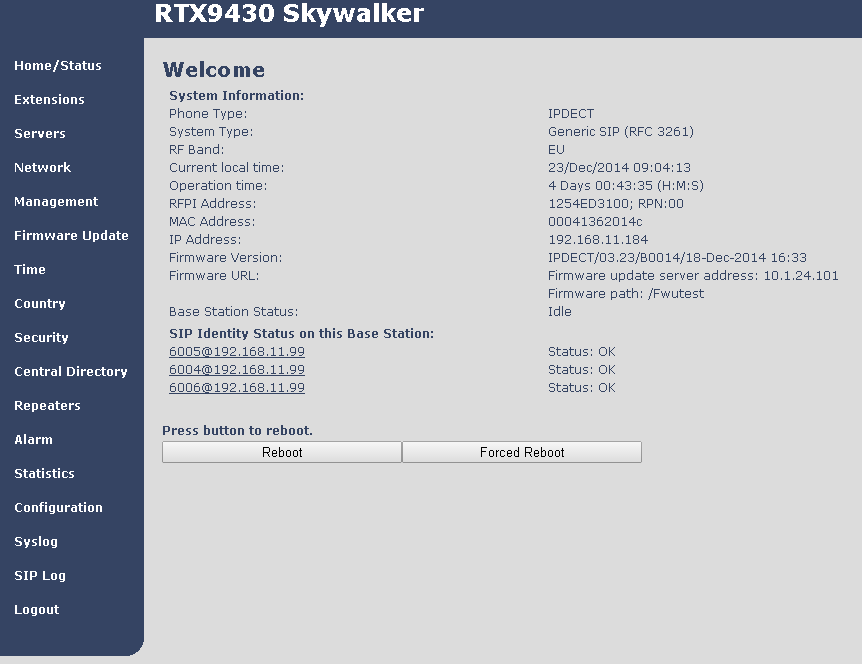 RTX9430 Skywalker
Home/Status
Extensions
Servers
Network
Management
Firmware Update
Time
Country
Security
Central Directory
Repeaters
Alarm
Statistics
Configuration
Syslog
SIP Log
Logout
Welcome
System Information:
Phone Type: IPDECT
System Type: Generic SIP (RFC 3261)
RF Band: EU
Current local time: 23/Dec/2014 09:04:13
Operation time: 4 Days 00:43:35 (H:M:S)
RFPI Address: 1254ED3100; RPN:00
MAC Address: 00041362014c
IP Address: 192.168.11.184
Firmware Version: IPDECT/03.23/B0014/18-Dec-2014 16:33
Firmware URL: Firmware update server address: 10.1.24.101
Firmware path: /Fwutest
Base Station Status: Idle
SIP Identity Status on this Base Station:
6005@192.168.11.99 Status: OK
6004@192.168.11.99 Status: OK
6006@192.168.11.99 Status: OK
Press button to reboot.
Reboot Forced Reboot